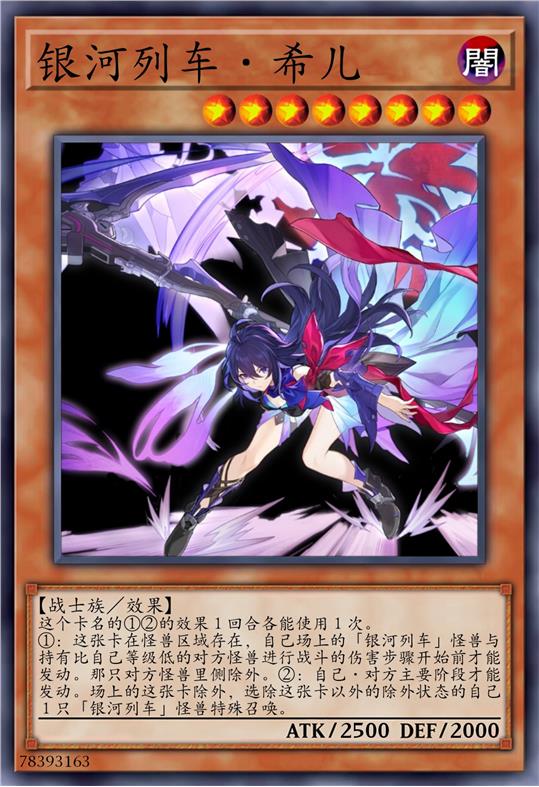 银河列车·希儿
闇
【战士族／效果】
这个卡名的①②的效果１回合各能使用１次。
①：这张卡在怪兽区域存在，自己场上的「银河列车」怪兽与
持有比自己等级低的对方怪兽进行战斗的伤害步骤开始前才能
发动。那只对方怪兽里侧除外。②：自己·对方主要阶段才能
发动。场上的这张卡除外，选除这张卡以外的除外状态的自己
１只「银河列车」怪兽特殊召唤。
ATK/2500 DEF/2000
78393163